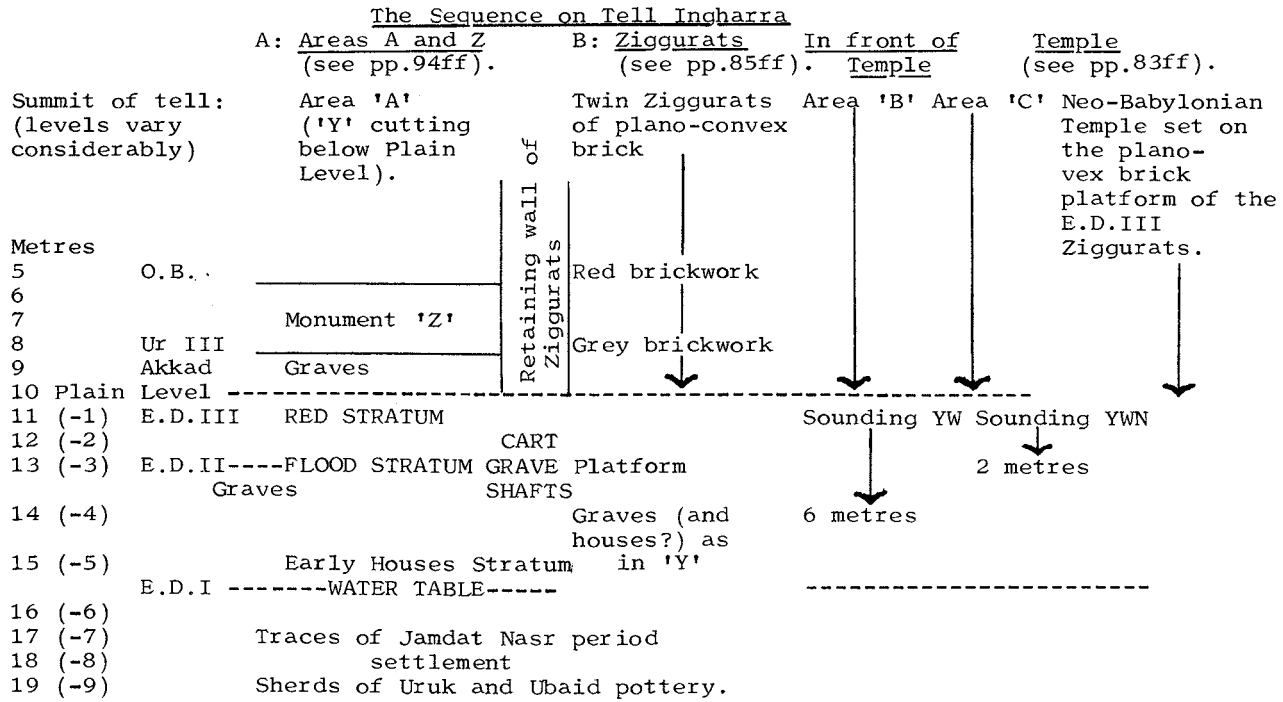 The Sequence on Tell Ingharra
A: Areas A and Z B: Ziggurats In front of Temple
(see pp.94ff). (see pp.85ff). Temple (see pp.83ff).
Summit of tell: Area 'A' Twin Ziggurats Area 'B' Area 'C' Neo-Babylonian
(levels vary ('Y' cutting of plano-convex Temple set on
considerably) below Plain brick the plano-
Level). vex brick
platform of the
E.D.III
Ziggurats.
Retaining wall of
Ziggurats
Metres
5 O.B. Red brickwork
6
7 Monument 'Z'
8 Ur III Grey brickwork
9 Akkad Graves
10 Plain Level
11 (-1) E.D.III RED STRATUM Sounding YW Sounding YWN
12 (-2) CART
13 (-3) E.D.II----FLOOD STRATUM GRAVE Platform 2 metres
Graves SHAFTS
14 (-4) Graves (and 6 metres
houses?) as
15 (-5) Early Houses Stratum in 'Y'
E.D.I -------WATER TABLE-----
16 (-6)
17 (-7) Traces of Jamdat Nasr period
18 (-8) settlement
19 (-9) Sherds of Uruk and Ubaid pottery.